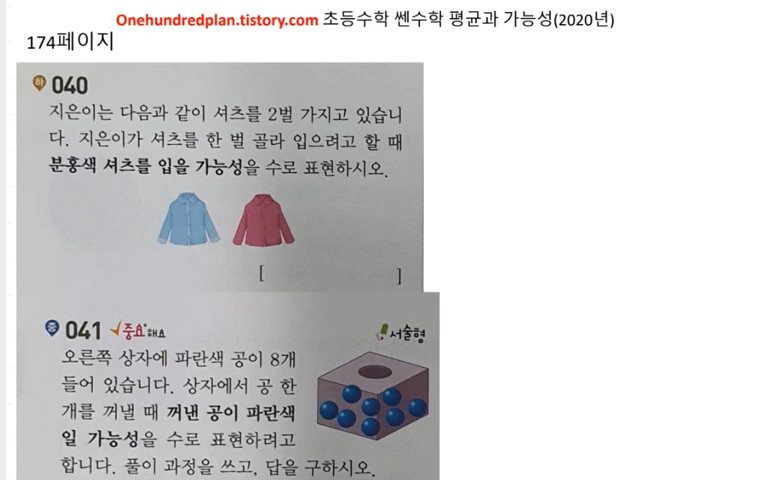 Onehundredplan.tistory.com 초등수학 쎈수학 평균과 가능성(2020년)
174페이지
하 040
지은이는 다음과 같이 셔츠를 2벌 가지고 있습니
다. 지은이가 셔츠를 한 벌 골라 입으려고 할 때
분홍색 셔츠를 입을 가능성을 수로 표현하시오.
[ ]
중 041 중요해요 서술형
오른쪽 상자에 파란색 공이 8개
들어 있습니다. 상자에서 공 한
개를 꺼낼 때 꺼낸 공이 파란색
일 가능성을 수로 표현하려고
합니다. 풀이 과정을 쓰고, 답을 구하시오.